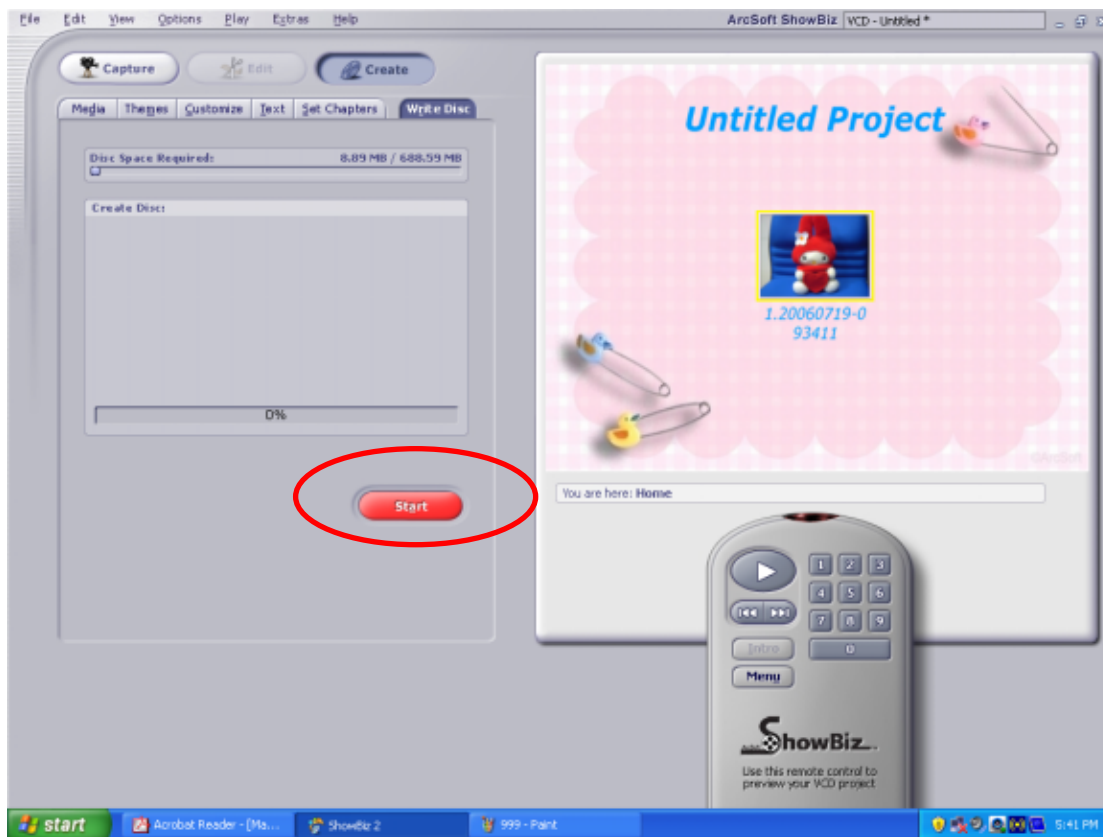 File Edit View Options Play Extras Help
ArcSoft ShowBiz VCD - Untitled *
Capture Edit Create
Media Themes Customize Text Set Chapters Write Disc
Disc Space Required: 8.89 MB / 688.59 MB
Create Disc:
0%
Start
Untitled Project
1.20060719-0
93411
©ArcSoft
You are here: Home
1 2 3
4 5 6
7 8 9
Intro 0
Menu
ShowBiz
Use this remote control to
preview your VCD project
start Acrobat Reader - [Ma... ShowBiz 2 999 - Paint 5:41 PM